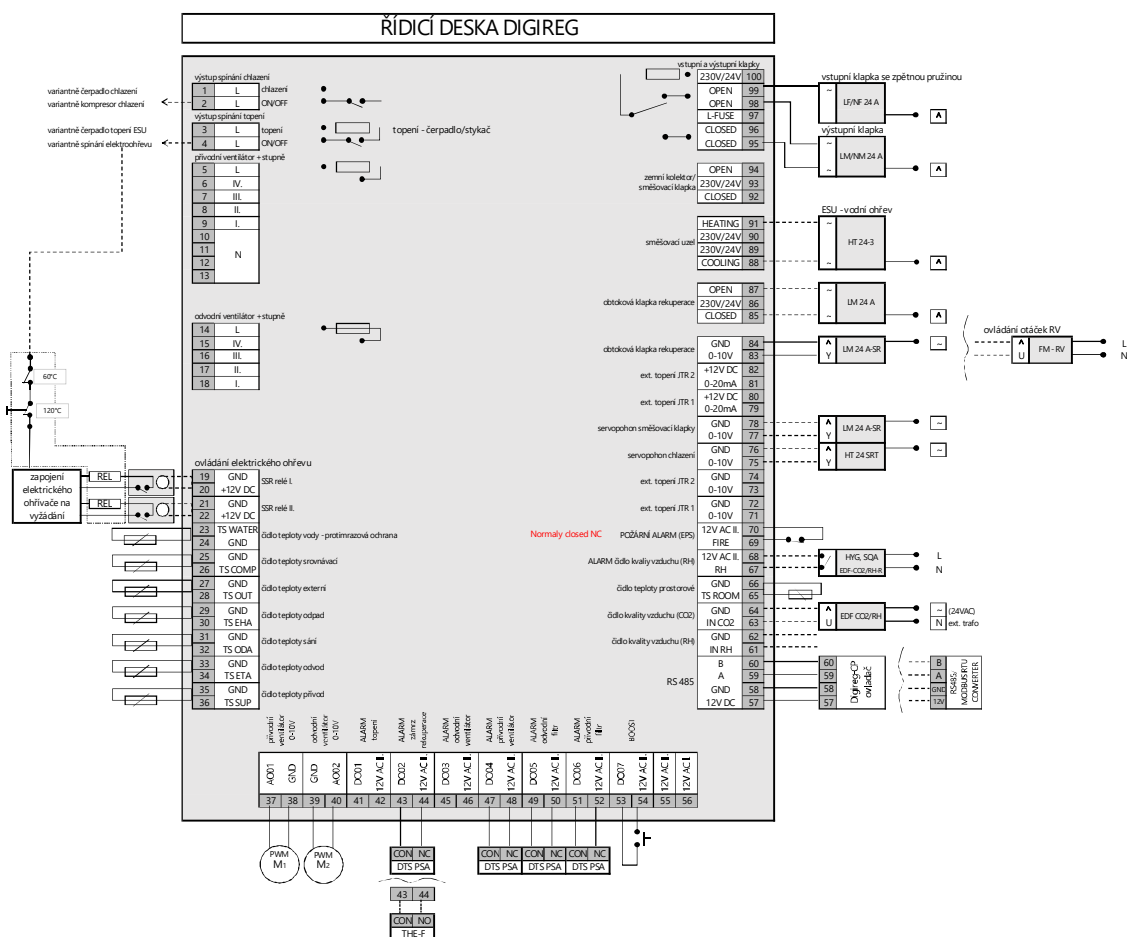 ŘÍDICÍ DESKA DIGIREG
výstup spínání chlazení
1 L chlazení
2 L ON/OFF
variantně čerpadlo chlazení
variantně kompresor chlazení
výstup spínání topení
3 L topení
4 L ON/OFF
variantně čerpadlo topení ESU
variantně spínání elektroohřevu
topení - čerpadlo/stykač
přívodní ventilátor + stupně
5 L
6 IV.
7 III.
8 II.
9 I.
10
11
12
13
N
odvodní ventilátor + stupně
14 L
15 IV.
16 III.
17 II.
18 I.
60°C
120°C
zapojení
elektrického
ohřívače na
vyžádání
REL
REL
ovládání elektrického ohřevu
19 GND
20 +12V DC
SSR relé I.
21 GND
22 +12V DC
SSR relé II.
23 TS WATER
24 GND
čidlo teploty vody - protimrazová ochrana
25 GND
26 TS COMP
čidlo teploty srovnávací
27 GND
28 TS OUT
čidlo teploty externí
29 GND
30 TS EHA
čidlo teploty odpad
31 GND
32 TS ODA
čidlo teploty sání
33 GND
34 TS ETA
čidlo teploty odvod
35 GND
36 TS SUP
čidlo teploty přívod
vstupní a výstupní klapky
230V/24V 100
OPEN 99
OPEN 98
L-FUSE 97
CLOSED 96
CLOSED 95
vstupní klapka se zpětnou pružinou
~ LF/NF 24 A
^
výstupní klapka
~
~
LM/NM 24 A
^
zemní kolektor/
směšovací klapka
OPEN 94
230V/24V 93
CLOSED 92
ESU - vodní ohřev
směšovací uzel
HEATING 91
230V/24V 90
230V/24V 89
COOLING 88
~
~
HT 24-3
^
obtoková klapka rekuperace
OPEN 87
230V/24V 86
CLOSED 85
~
~
LM 24 A
^
obtoková klapka rekuperace
GND 84
0-10V 83
^
Y
LM 24 A-SR
~
ovládání otáček RV
^
U
FM - RV
L
N
ext. topení JTR 2
+12V DC 82
0-20mA 81
ext. topení JTR 1
+12V DC 80
0-20mA 79
servopohon směšovací klapky
GND 78
0-10V 77
^
Y
LM 24 A-SR
~
servopohon chlazení
GND 76
0-10V 75
^
Y
HT 24 SRT
~
ext. topení JTR 2
GND 74
0-10V 73
ext. topení JTR 1
GND 72
0-10V 71
Normaly closed NC
POŽÁRNÍ ALARM (EPS)
12V AC II. 70
FIRE 69
ALARM čidlo kvaliy vzduchu (RH)
12V AC II. 68
RH 67
HYG, SQA
EDF-CO2/RH-R
L
N
čidlo teploty prostorové
GND 66
TS ROOM 65
čidlo kvality vzduchu (CO2)
GND 64
IN CO2 63
^
U
EDF CO2/RH
~ (24VAC)
N ext. trafo
čidlo kvality vzduchu (RH)
GND 62
IN RH 61
RS 485
B 60
A 59
GND 58
12V DC 57
60
59
58
57
Digireg-CP
ovladač
B
A
GND
12V
RS485/
MODBUS RTU
CONVERTER
přívodní
ventilátor
0-10V
odvodní
ventilátor
0-10V
ALARM
topení
ALARM
zámrz
rekuperace
ALARM
odvodní
ventilátor
ALARM
přívodní
ventilátor
ALARM
odvodní
filtr
ALARM
přívodní
filtr
BOOST
AO01 GND GND AO02 DC01 12V AC II. DC02 12V AC II. DC03 12V AC II. DC04 12V AC II. DC05 12V AC II. DC06 12V AC II. DC07 12V AC II. 12V AC II. 12V AC II.
37 38 39 40 41 42 43 44 45 46 47 48 49 50 51 52 53 54 55 56
PWM
M1
PWM
M2
CON NC
DTS PSA
CON NC
DTS PSA
CON NC
DTS PSA
CON NC
DTS PSA
43 44
CON NO
THE-F